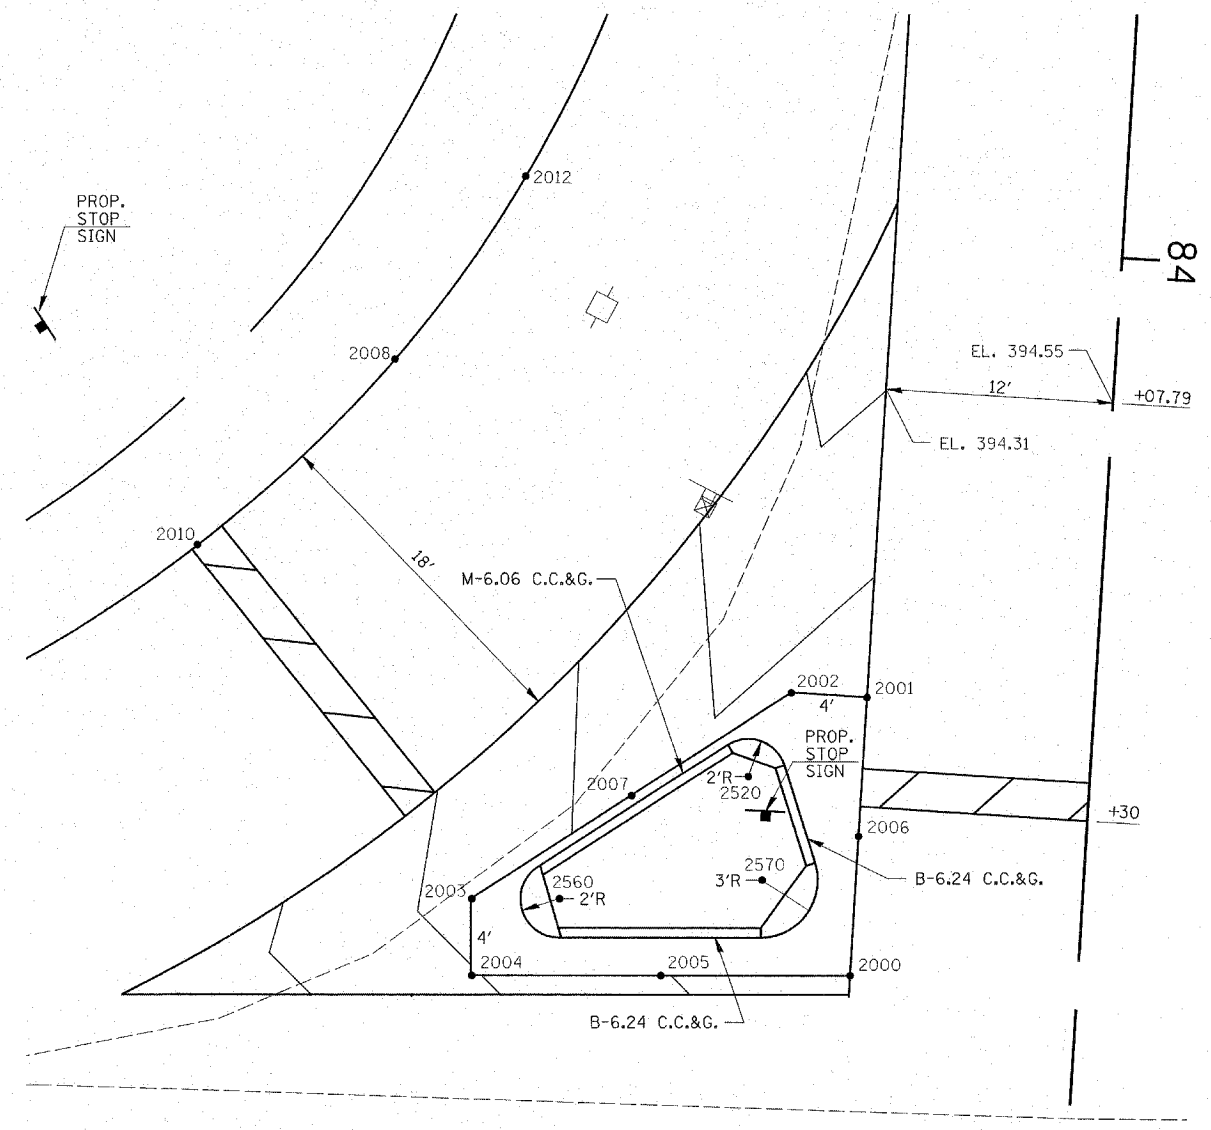 2012
PROP.
STOP
SIGN
84
2008
EL. 394.55
12'
+07.79
EL. 394.31
2010
18'
M-6.06 C.C.&G.
2002
2001
4'
PROP.
STOP
SIGN
2'R
2520
2007
+30
2006
2570
3'R
B-6.24 C.C.&G.
2560
2'R
2003
4'
2004
2005
2000
B-6.24 C.C.&G.